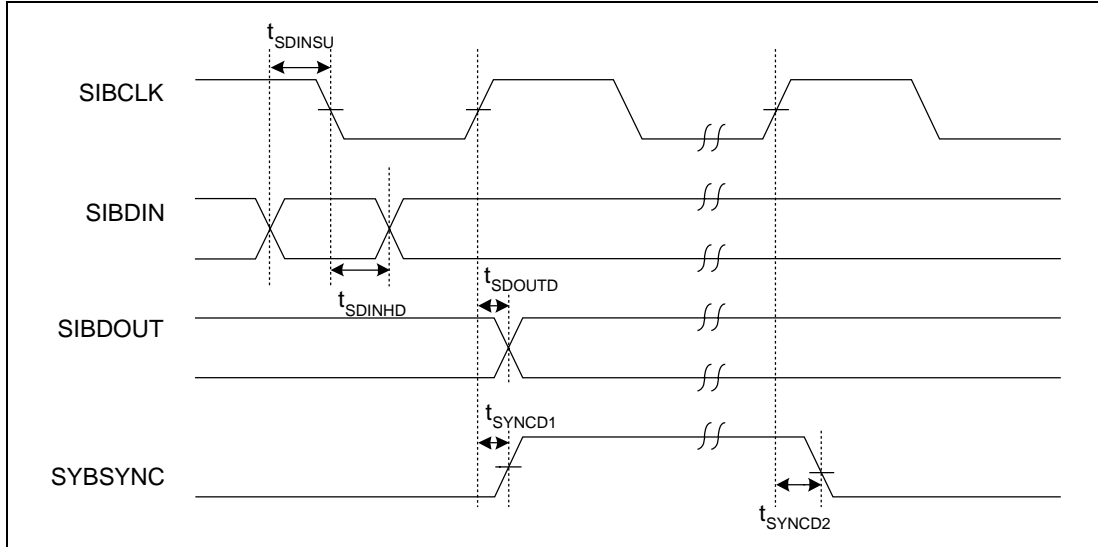 tSDINSU
SIBCLK
SIBDIN
tSDINHD
tSDOUTD
SIBDOUT
tSYNCD1
SYBSYNC
tSYNCD2